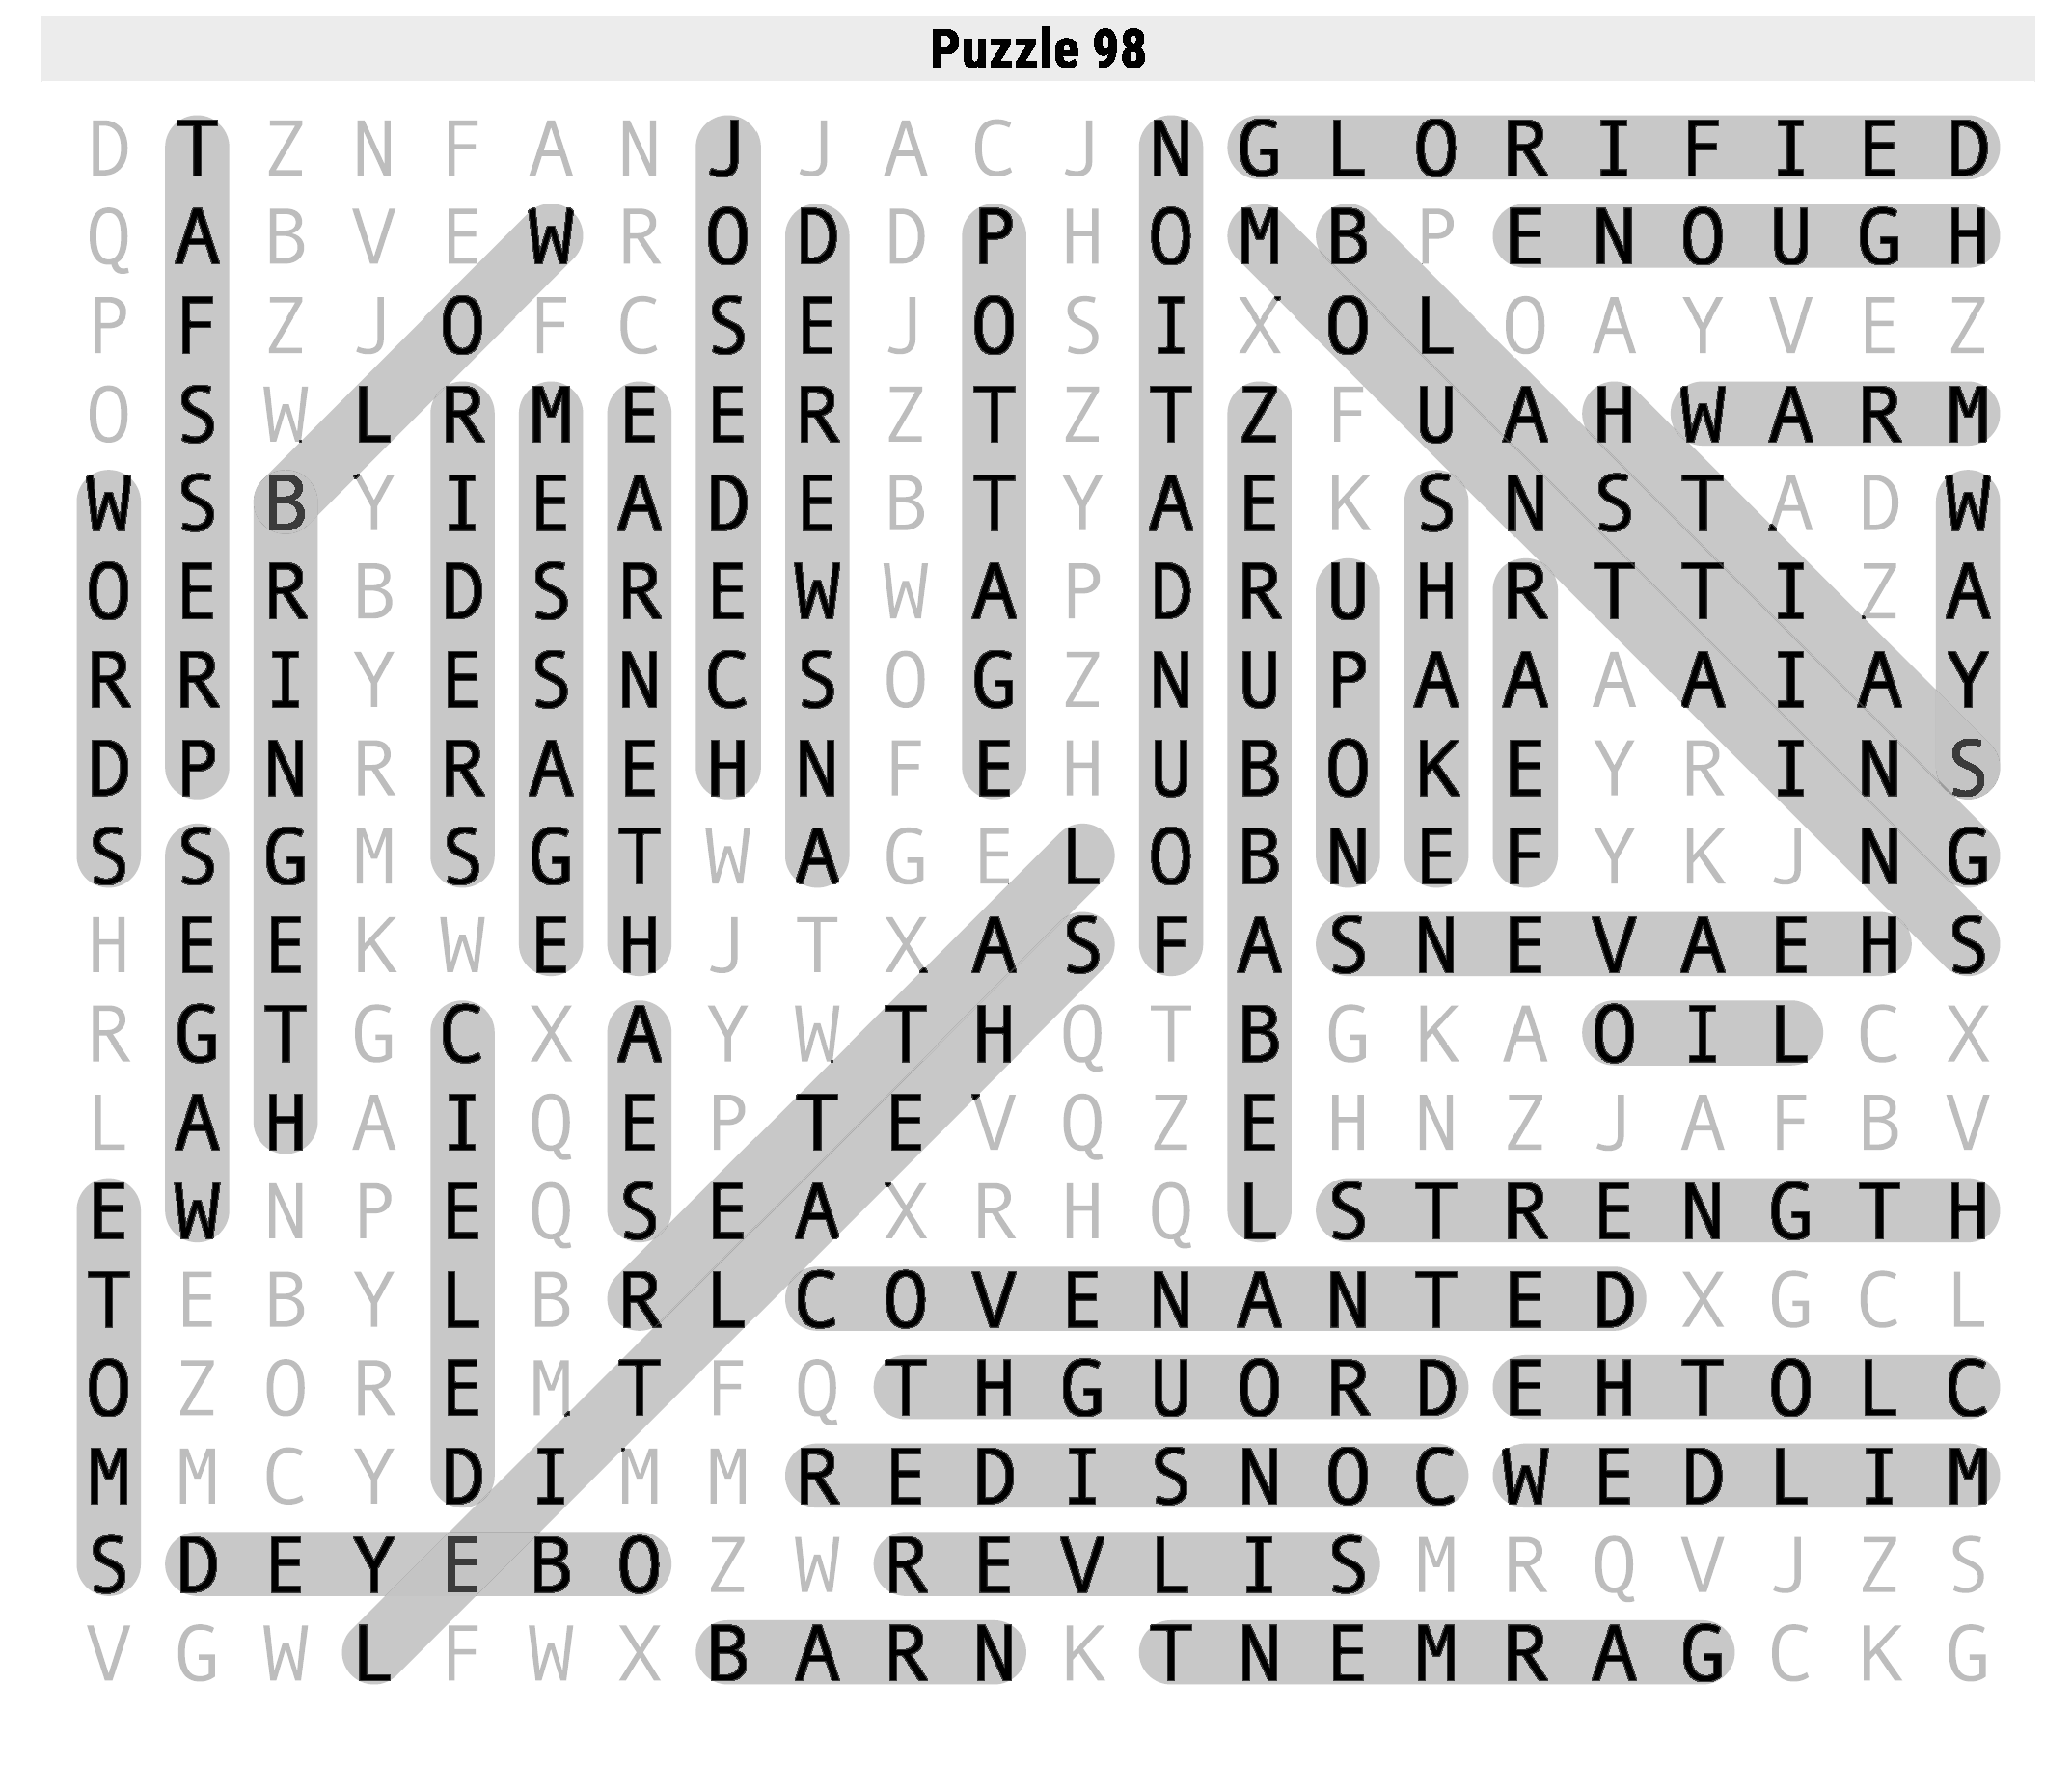 Puzzle 98
D T Z N F A N J J A C J N G L O R I F I E D
Q A B V E W R O D D P H O M B P E N O U G H
P F Z J O F C S E J O S I X O L O A Y V E Z
O S W L R M E E R Z T Z T Z F U A H W A R M
W S B Y I E A D E B T Y A E K S N S T A D W
O E R B D S R E W W A P D R U H R T T I Z A
R R I Y E S N C S O G Z N U P A A A A I A Y
D P N R R A E H N F E H U B O K E Y R I N S
S S G M S G T W A G E L O B N E F Y K J N G
H E E K W E H J T X A S F A S N E V A E H S
R G T G C X A Y W T H Q T B G K A O I L C X
L A H A I Q E P T E V Q Z E H N Z J A F B V
E W N P E Q S E A X R H Q L S T R E N G T H
T E B Y L B R L C O V E N A N T E D X G C L
O Z O R E M T F Q T H G U O R D E H T O L C
M M C Y D I M M R E D I S N O C W E D L I M
S D E Y E B O Z W R E V L I S M R Q V J Z S
V G W L F W X B A R N K T N E M R A G C K G